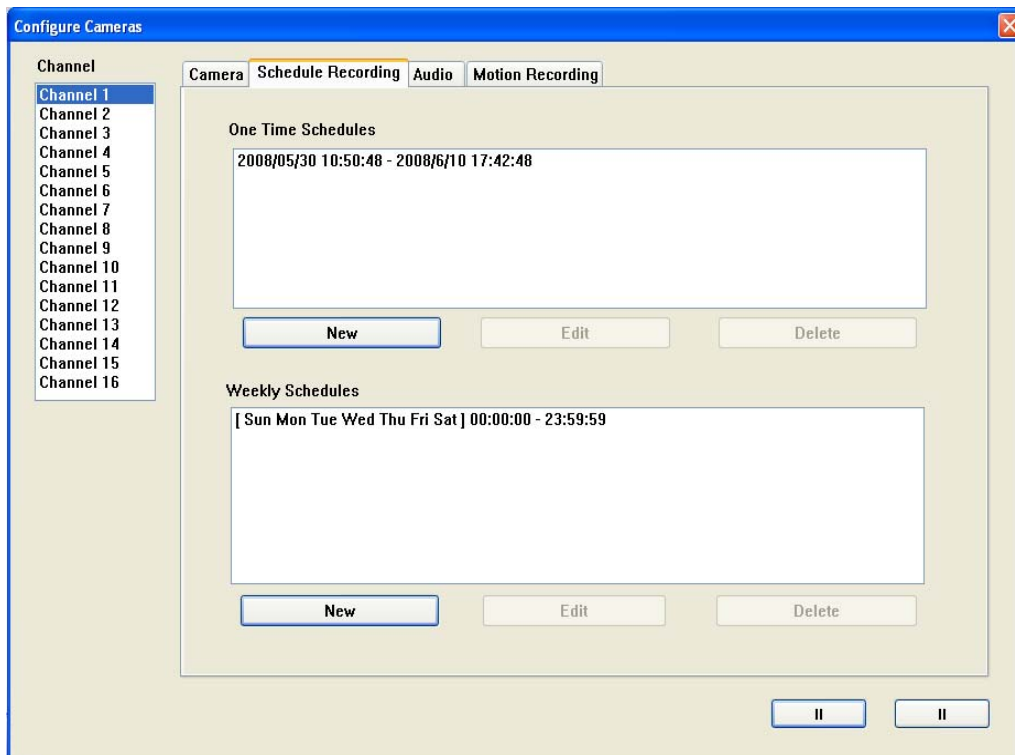 Configure Cameras
Channel
Channel 1
Channel 2
Channel 3
Channel 4
Channel 5
Channel 6
Channel 7
Channel 8
Channel 9
Channel 10
Channel 11
Channel 12
Channel 13
Channel 14
Channel 15
Channel 16
Camera Schedule Recording Audio Motion Recording
One Time Schedules
2008/05/30 10:50:48 - 2008/6/10 17:42:48
New Edit Delete
Weekly Schedules
[ Sun Mon Tue Wed Thu Fri Sat ] 00:00:00 - 23:59:59
New Edit Delete
II II